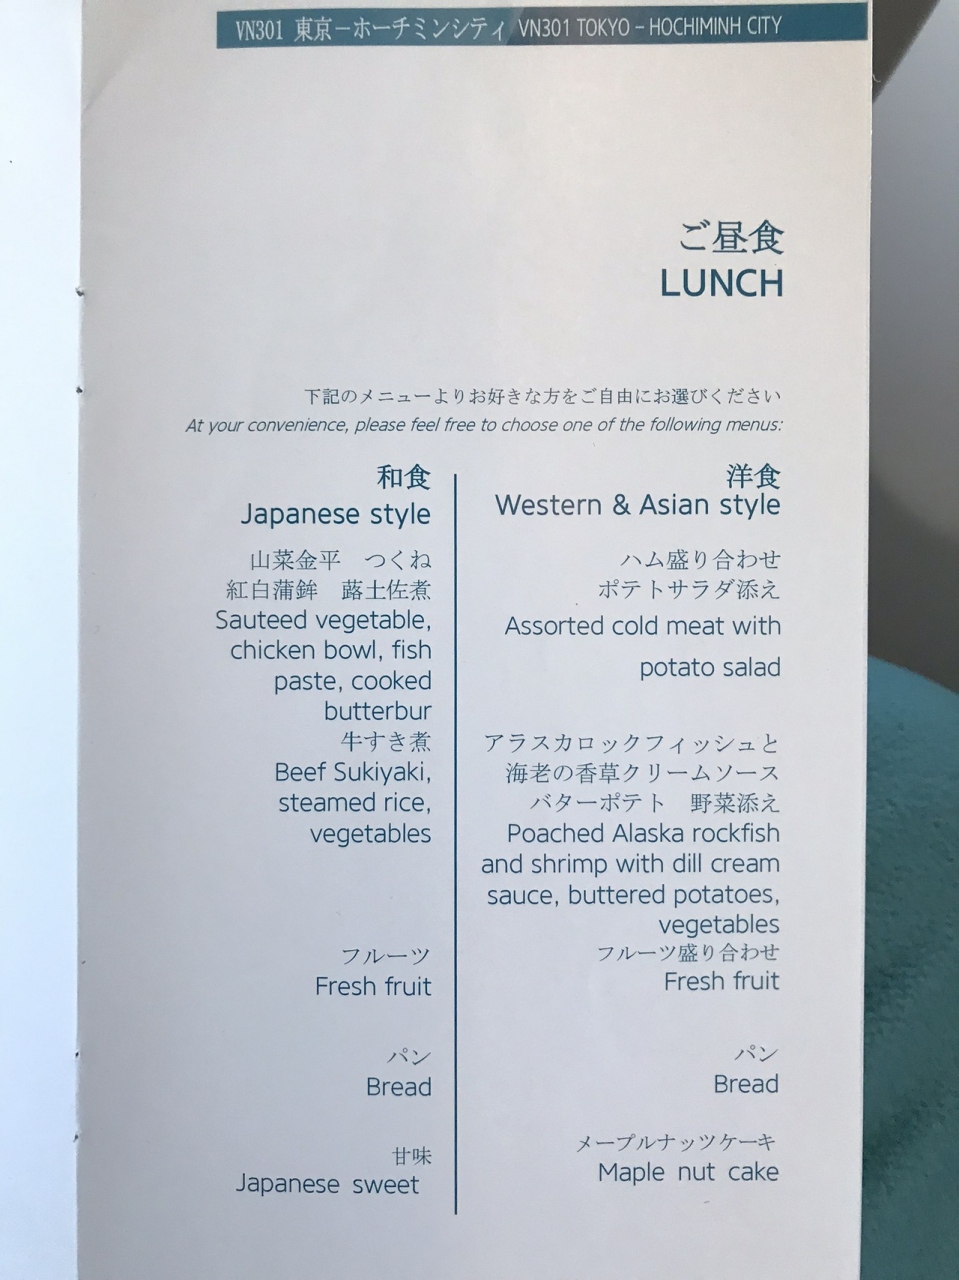 VN301 東京－ホーチミンシティ VN301 TOKYO – HOCHIMINH CITY
ご昼食
LUNCH
下記のメニューよりお好きな方をご自由にお選びください
At your convenience, please feel free to choose one of the following menus:
和食
Japanese style
山菜金平　つくね
紅白蒲鉾　蕗土佐煮
Sauteed vegetable,
chicken bowl, fish
paste, cooked
butterbur
牛すき煮
Beef Sukiyaki,
steamed rice,
vegetables
フルーツ
Fresh fruit
パン
Bread
甘味
Japanese sweet
洋食
Western & Asian style
ハム盛り合わせ
ポテトサラダ添え
Assorted cold meat with
potato salad
アラスカロックフィッシュと
海老の香草クリームソース
バターポテト　野菜添え
Poached Alaska rockfish
and shrimp with dill cream
sauce, buttered potatoes,
vegetables
フルーツ盛り合わせ
Fresh fruit
パン
Bread
メープルナッツケーキ
Maple nut cake